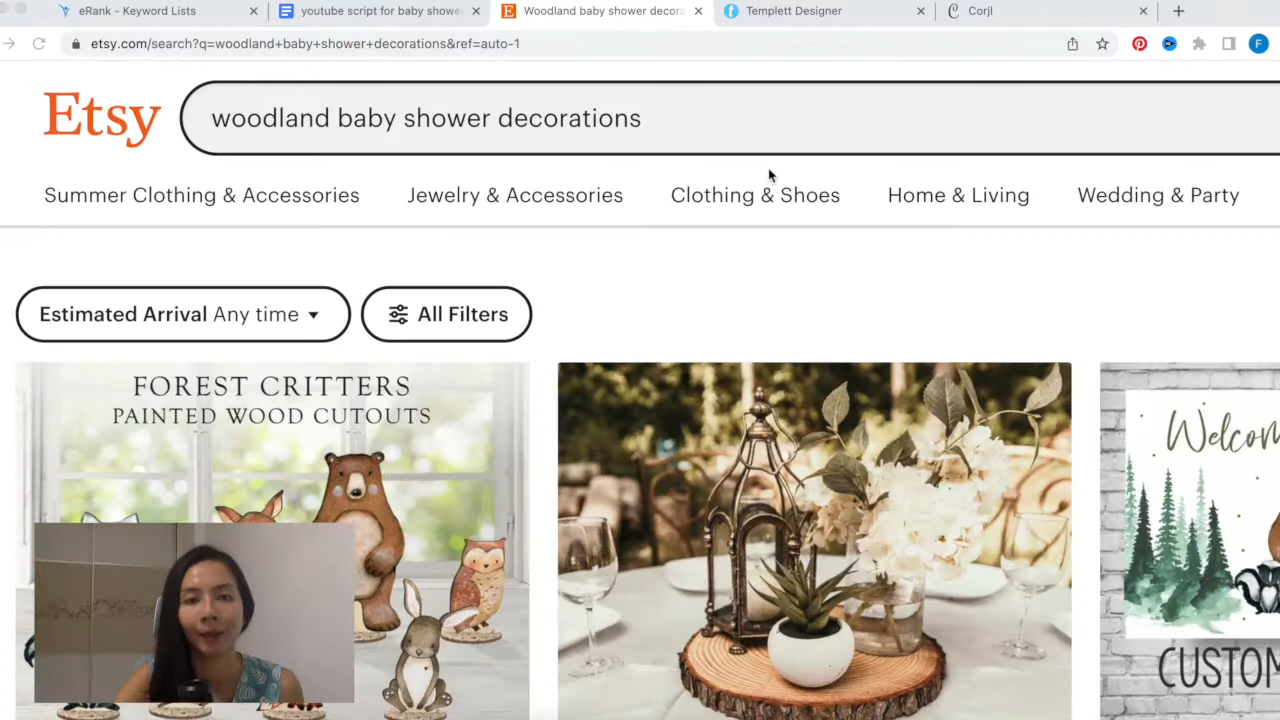 eRank - Keyword Lists
youtube script for baby showe
Woodland baby shower decora
Templett Designer
Corjl
etsy.com/search?q=woodland+baby+shower+decorations&ref=auto-1
F
Etsy
woodland baby shower decorations
Summer Clothing & Accessories
Jewelry & Accessories
Clothing & Shoes
Home & Living
Wedding & Party
Estimated Arrival Any time
All Filters
FOREST CRITTERS
PAINTED WOOD CUTOUTS
Welcom
CUSTOM